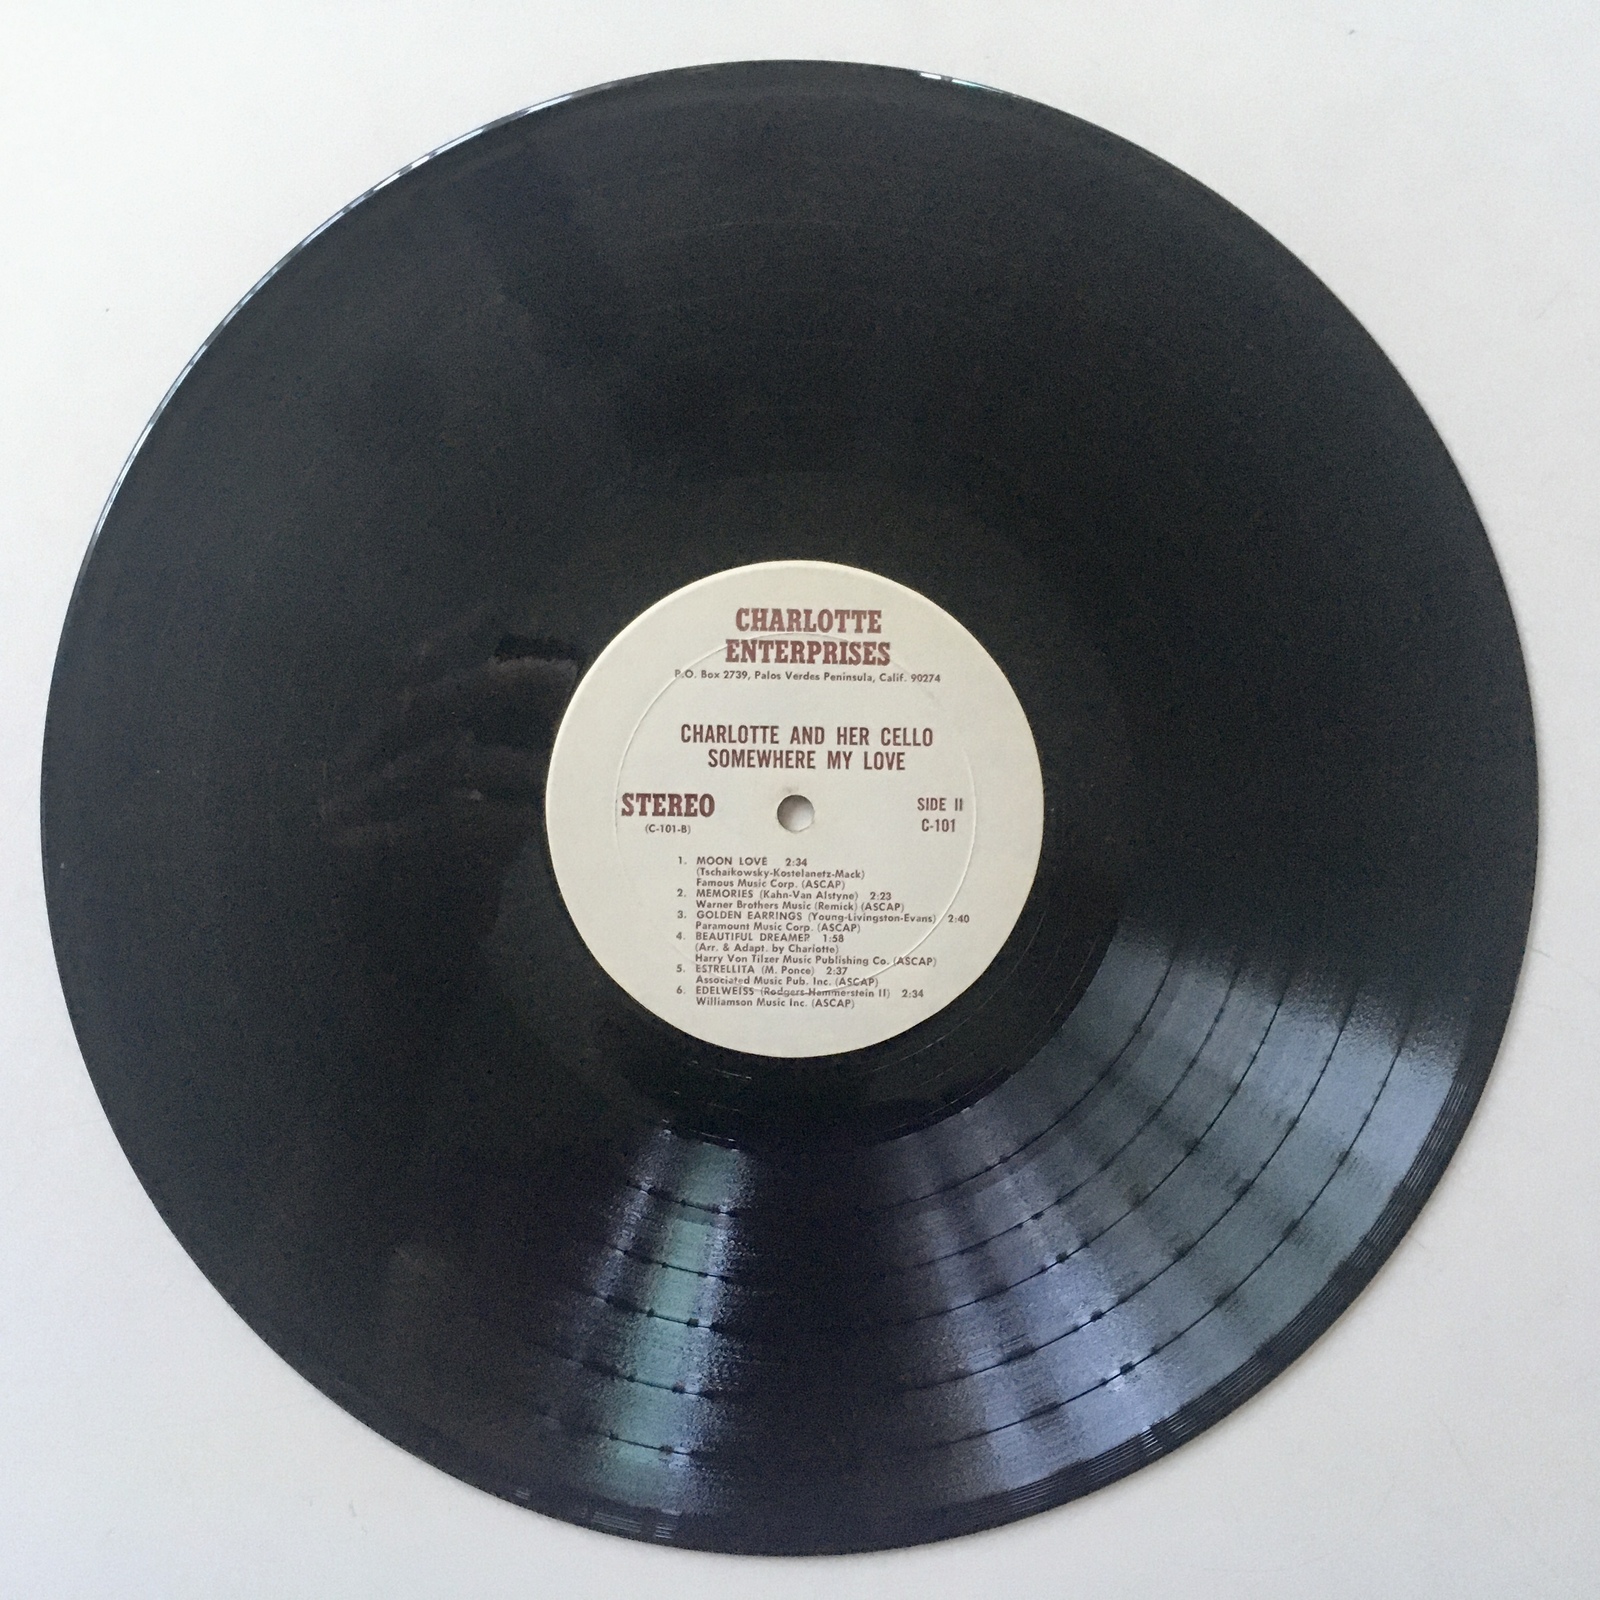 CHARLOTTE
ENTERPRISES
P.O. Box 2739, Palos Verdes Peninsula, Calif. 90274
CHARLOTTE AND HER CELLO
SOMEWHERE MY LOVE
STEREO
(C-101-B)
SIDE II
C-101
1. MOON LOVE 2:34
(Tschaikowsky-Kostelanetz-Mack)
Famous Music Corp. (ASCAP)
2. MEMORIES (Kahn-Van Alstyne) 2:23
Warner Brothers Music (Remick) (ASCAP)
3. GOLDEN EARRINGS (Young-Livingston-Evans) 2:40
Paramount Music Corp. (ASCAP)
4. BEAUTIFUL DREAMER 1:58
(Arr. & Adapt. by Charlotte)
Harry Von Tilzer Music Publishing Co. (ASCAP)
5. ESTRELLITA (M. Ponce) 2:37
Associated Music Pub. Inc. (ASCAP)
6. EDELWEISS (Rodgers-Hammerstein II) 2:34
Williamson Music Inc. (ASCAP)